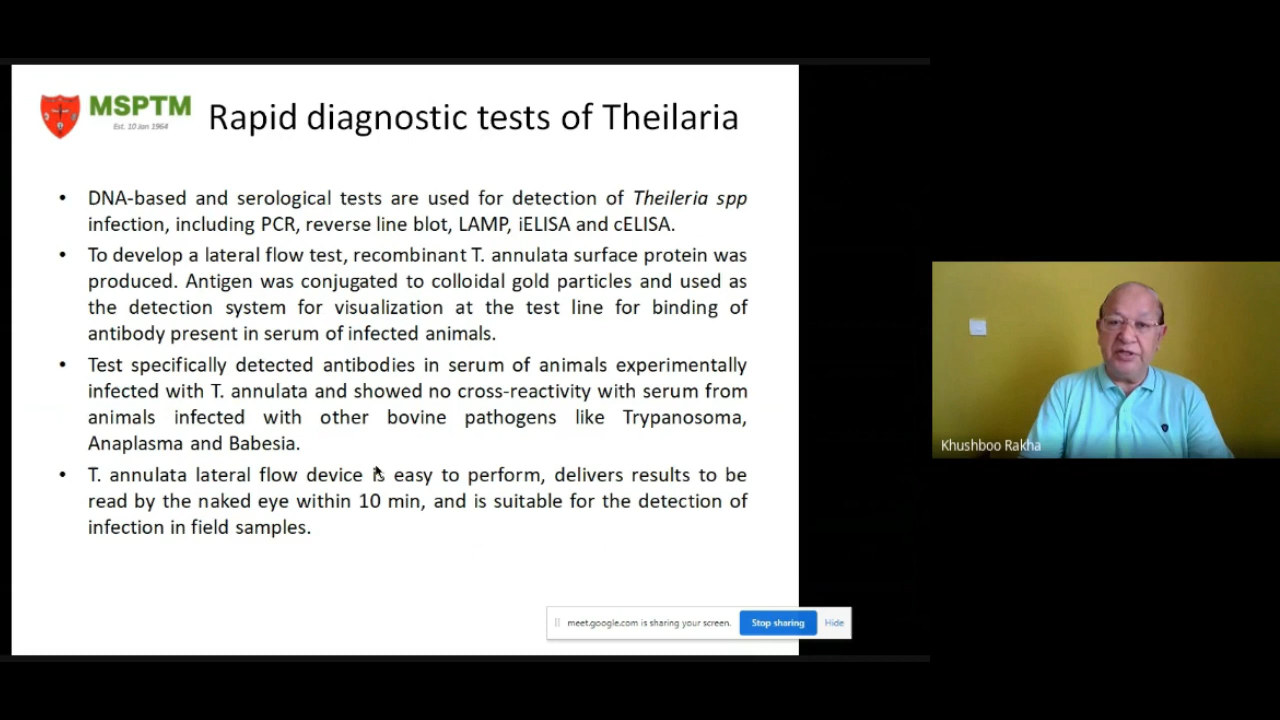 MSPTM
Est. 10 Jan 1964
Rapid diagnostic tests of Theilaria
• DNA-based and serological tests are used for detection of Theileria spp
infection, including PCR, reverse line blot, LAMP, iELISA and cELISA.
• To develop a lateral flow test, recombinant T. annulata surface protein was
produced. Antigen was conjugated to colloidal gold particles and used as
the detection system for visualization at the test line for binding of
antibody present in serum of infected animals.
• Test specifically detected antibodies in serum of animals experimentally
infected with T. annulata and showed no cross-reactivity with serum from
animals infected with other bovine pathogens like Trypanosoma,
Anaplasma and Babesia.
• T. annulata lateral flow device is easy to perform, delivers results to be
read by the naked eye within 10 min, and is suitable for the detection of
infection in field samples.
meet.google.com is sharing your screen. Stop sharing Hide
Khushboo Rakha